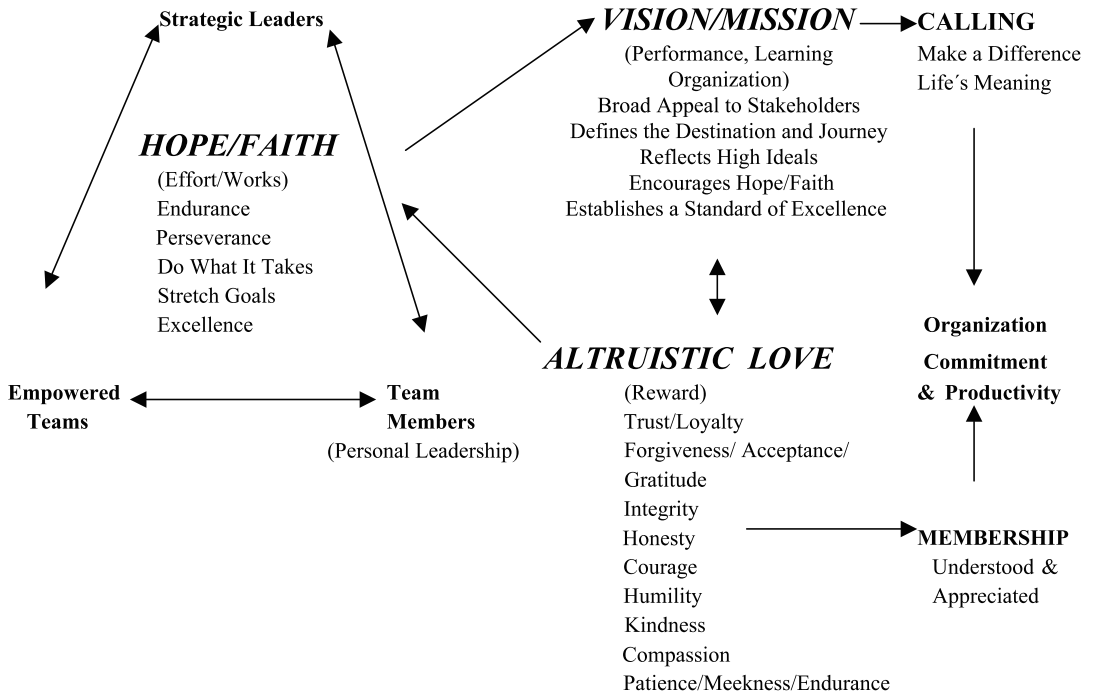 Strategic Leaders
HOPE/FAITH
(Effort/Works)
Endurance
Perseverance
Do What It Takes
Stretch Goals
Excellence
Empowered
Teams
Team
Members
(Personal Leadership)
VISION/MISSION
(Performance, Learning
Organization)
Broad Appeal to Stakeholders
Defines the Destination and Journey
Reflects High Ideals
Encourages Hope/Faith
Establishes a Standard of Excellence
ALTRUISTIC LOVE
(Reward)
Trust/Loyalty
Forgiveness/ Acceptance/
Gratitude
Integrity
Honesty
Courage
Humility
Kindness
Compassion
Patience/Meekness/Endurance
CALLING
Make a Difference
Life´s Meaning
Organization
Commitment
& Productivity
MEMBERSHIP
Understood &
Appreciated